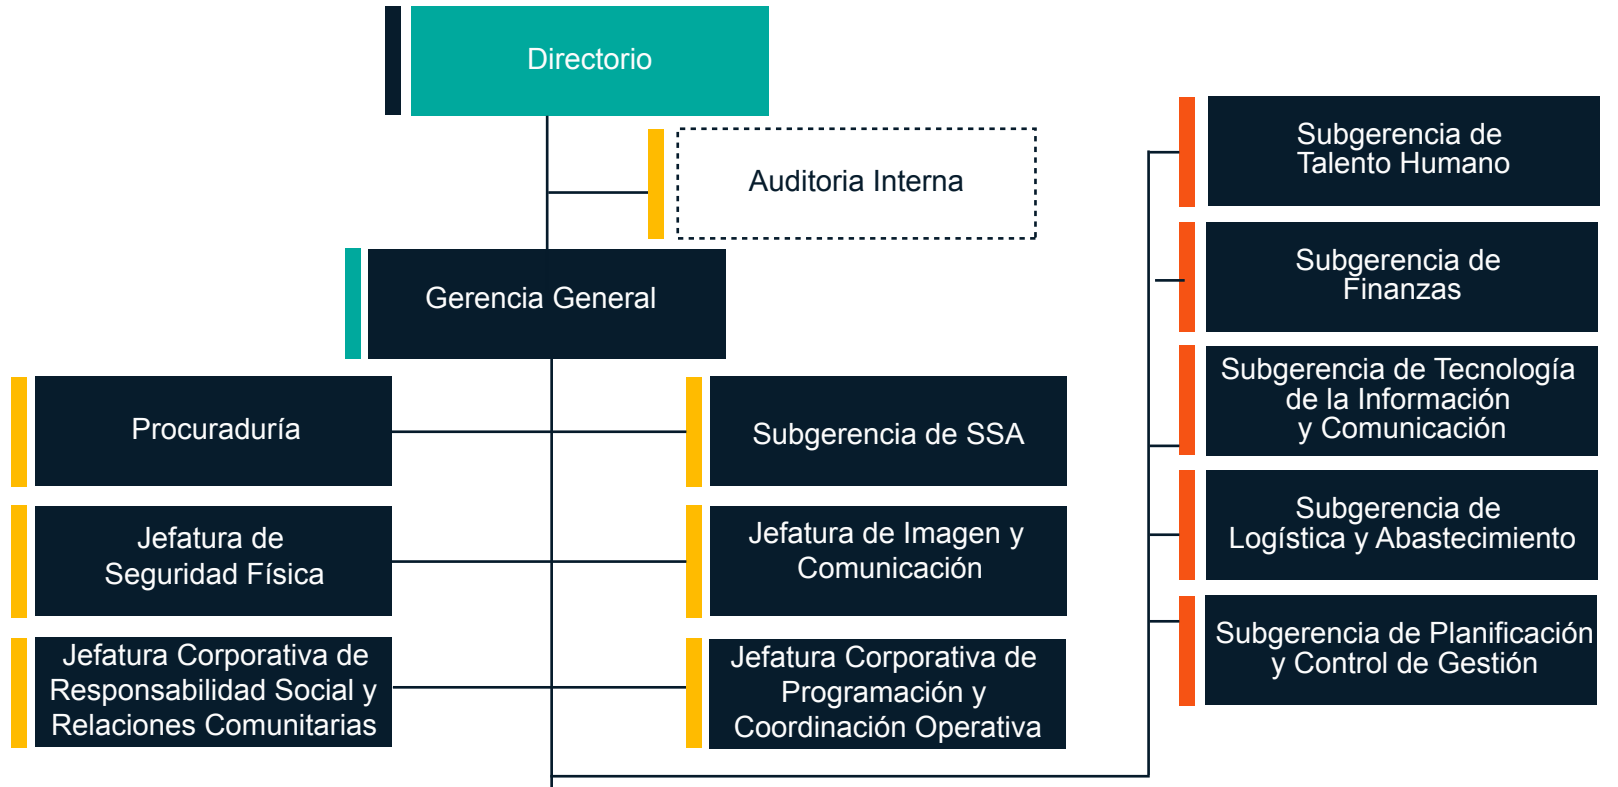 Directorio
Auditoria Interna
Gerencia General
Procuraduría
Subgerencia de SSA
Jefatura de
Seguridad Física
Jefatura de Imagen y
Comunicación
Jefatura Corporativa de
Responsabilidad Social y
Relaciones Comunitarias
Jefatura Corporativa de
Programación y
Coordinación Operativa
Subgerencia de
Talento Humano
Subgerencia de
Finanzas
Subgerencia de Tecnología
de la Información
y Comunicación
Subgerencia de
Logística y Abastecimiento
Subgerencia de Planificación
y Control de Gestión